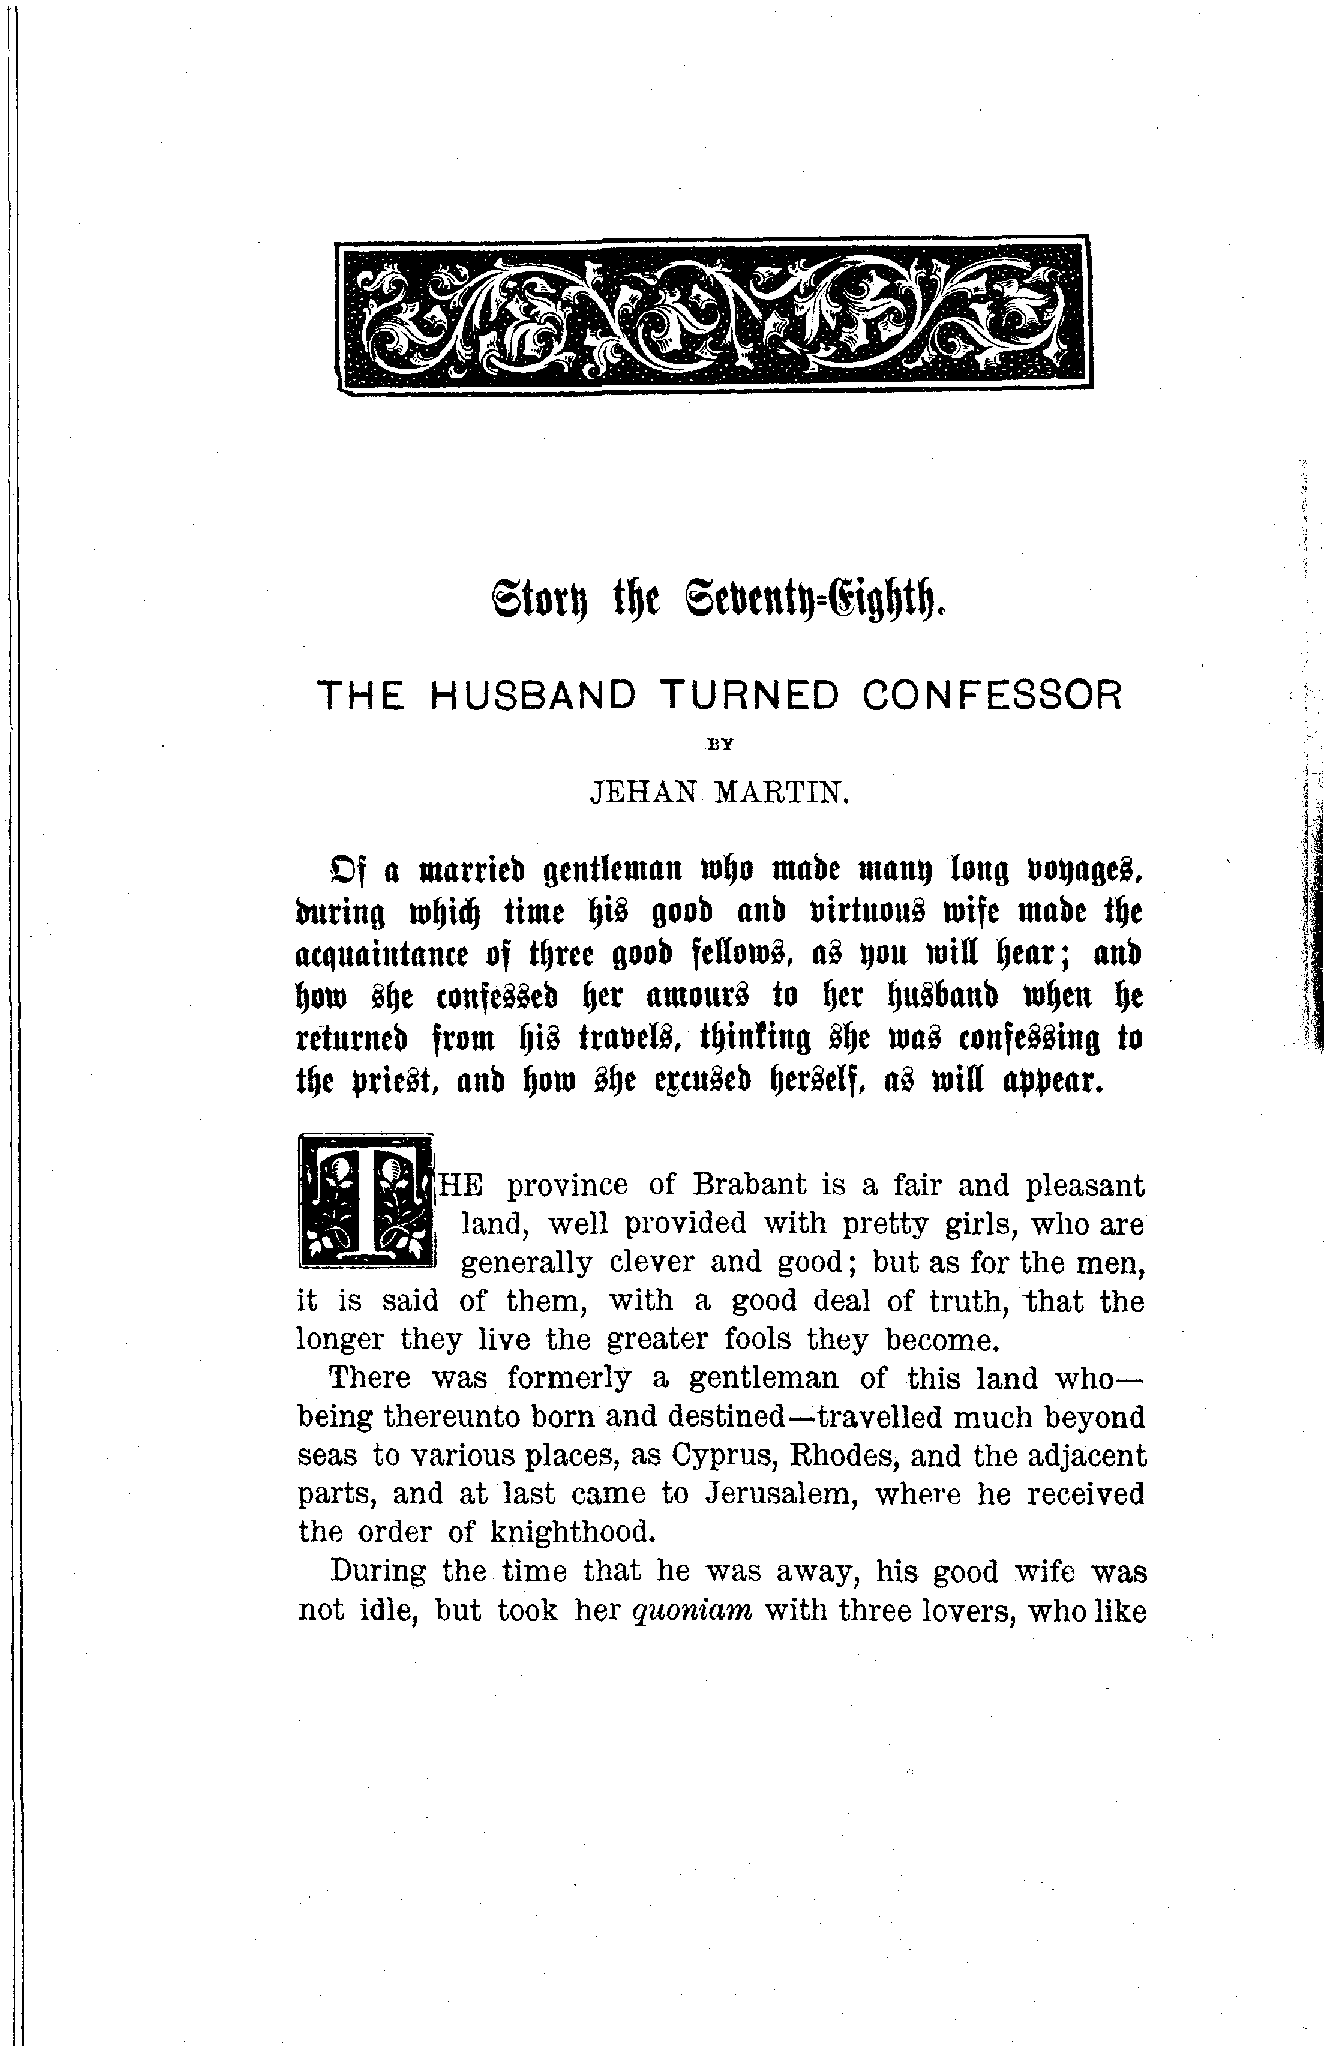 Story the Seventy-Eighth.
THE HUSBAND TURNED CONFESSOR
BY
JEHAN MARTIN.
Of a married gentleman who made many long voyages,
during which time his good and virtuous wife made the
acquaintance of three good fellows, as you will hear; and
how she confessed her amours to her husband when he
returned from his travels, thinking she was confessing to
the priest, and how she excused herself, as will appear.
THE province of Brabant is a fair and pleasant
land, well provided with pretty girls, who are
generally clever and good; but as for the men,
it is said of them, with a good deal of truth, that the
longer they live the greater fools they become.
There was formerly a gentleman of this land who—
being thereunto born and destined—travelled much beyond
seas to various places, as Cyprus, Rhodes, and the adjacent
parts, and at last came to Jerusalem, where he received
the order of knighthood.
During the time that he was away, his good wife was
not idle, but took her quoniam with three lovers, who like